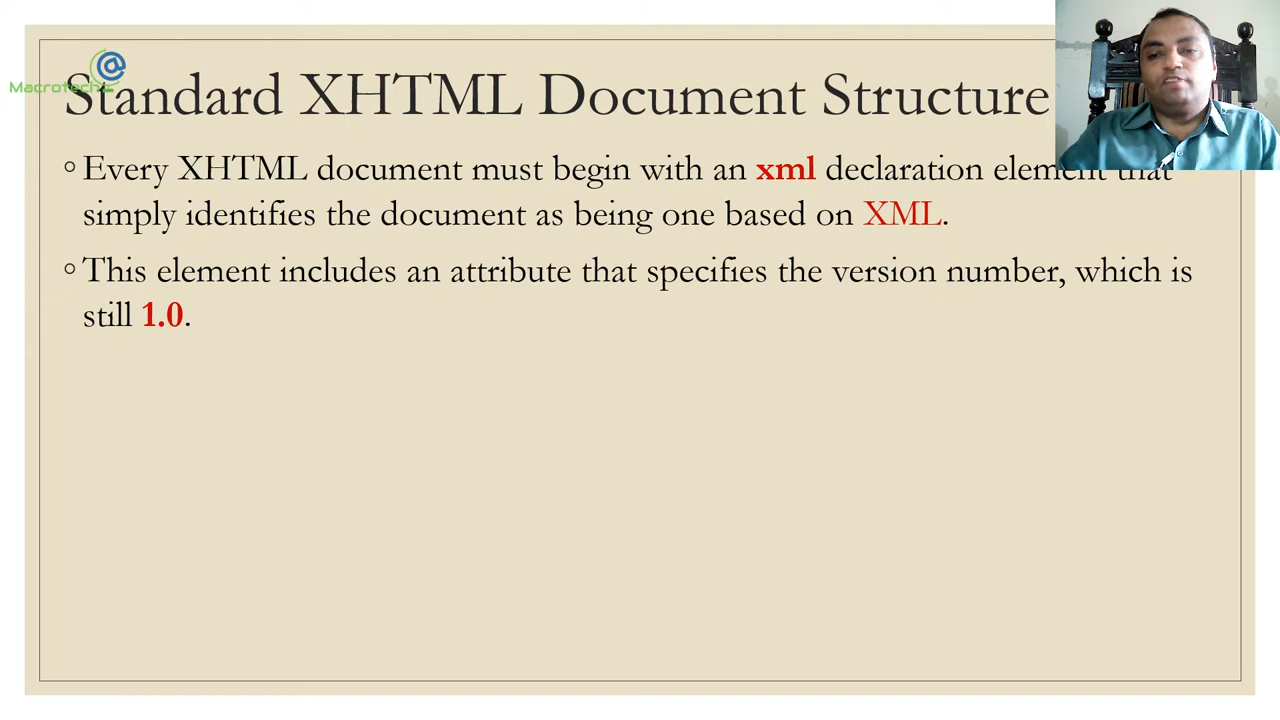 Macrotech's
Standard XHTML Document Structure
◦ Every XHTML document must begin with an xml declaration element that
simply identifies the document as being one based on XML.
◦ This element includes an attribute that specifies the version number, which is
still 1.0.